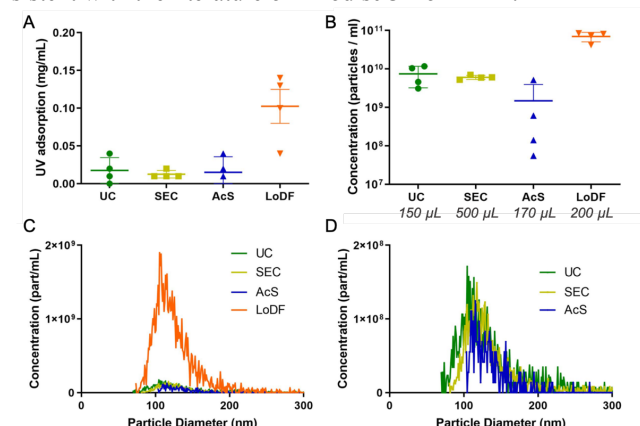 A
B
UV adsorption (mg/mL)
0.20
0.15
0.10
0.05
0.00
UC SEC AcS LoDF
Concentration (particles / ml)
10¹¹
10¹⁰
10⁹
10⁸
10⁷
UC SEC AcS LoDF
150 µL 500 µL 170 µL 200 µL
C
D
Concentration (part/mL)
2×10⁹
1×10⁹
0
UC
SEC
AcS
LoDF
0 100 200 300
Particle Diameter (nm)
Concentration (part/mL)
2×10⁸
1×10⁸
0
UC
SEC
AcS
0 100 200 300
Particle Diameter (nm)